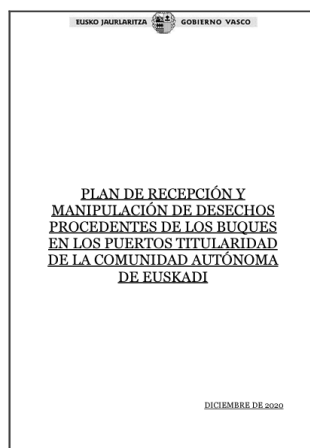 EUSKO JAURLARITZA GOBIERNO VASCO
PLAN DE RECEPCIÓN Y
MANIPULACIÓN DE DESECHOS
PROCEDENTES DE LOS BUQUES
EN LOS PUERTOS TITULARIDAD
DE LA COMUNIDAD AUTÓNOMA
DE EUSKADI
DICIEMBRE DE 2020